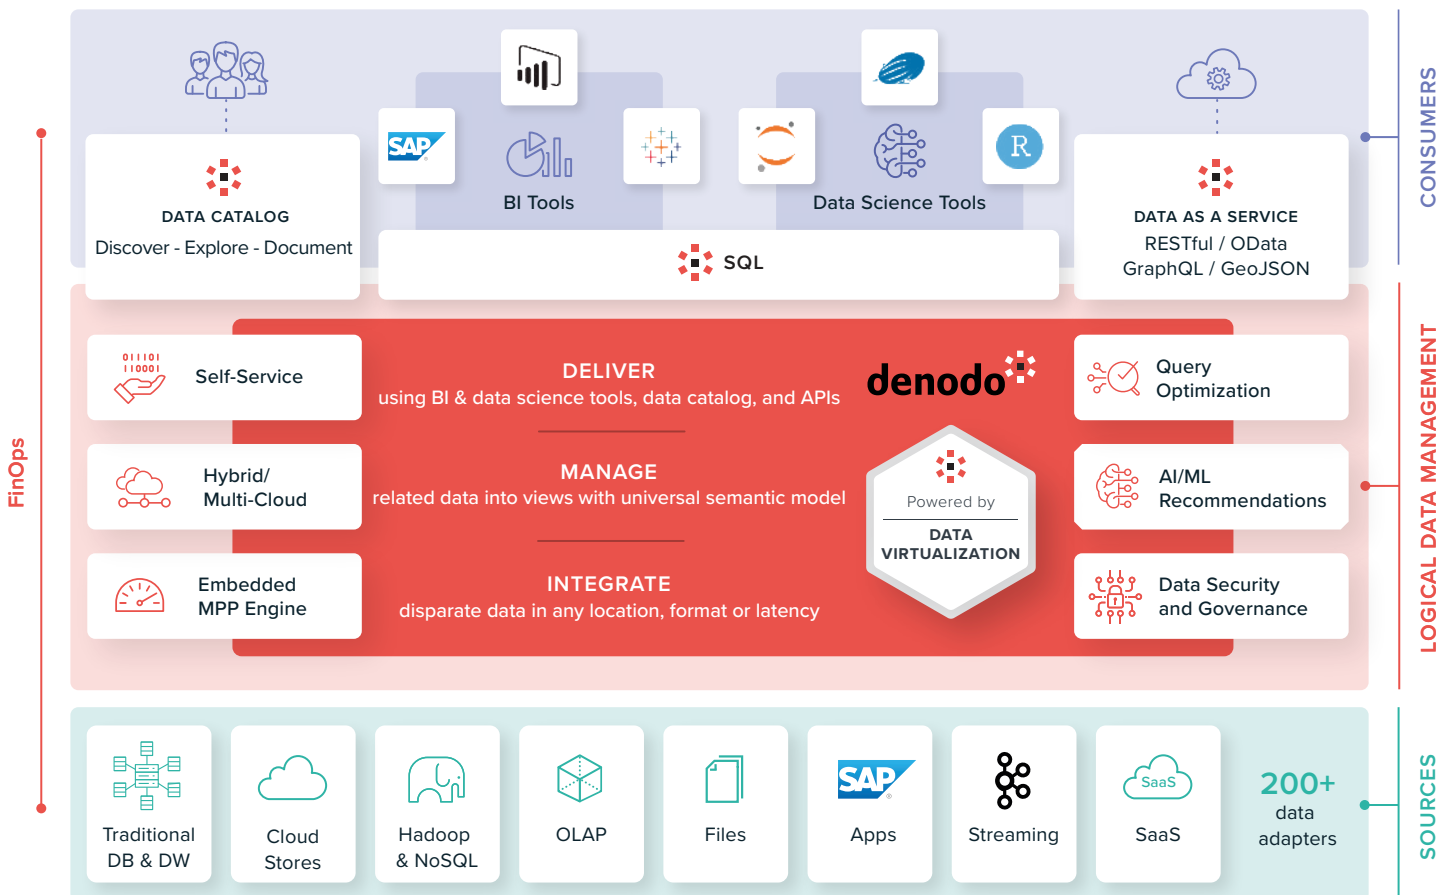 SAP
®
BI Tools
R
Data Science Tools
DATA CATALOG
Discover - Explore - Document
SQL
DATA AS A SERVICE
RESTful / OData
GraphQL / GeoJSON
CONSUMERS
FinOps
011101
110001
Self-Service
Hybrid/
Multi-Cloud
Embedded
MPP Engine
DELIVER
using BI & data science tools, data catalog, and APIs
MANAGE
related data into views with universal semantic model
INTEGRATE
disparate data in any location, format or latency
denodo
Powered by
DATA
VIRTUALIZATION
Query
Optimization
AI/ML
Recommendations
Data Security
and Governance
LOGICAL DATA MANAGEMENT
Traditional
DB & DW
Cloud
Stores
Hadoop
& NoSQL
OLAP
Files
SAP
®
Apps
Streaming
SaaS
SaaS
200+
data
adapters
SOURCES